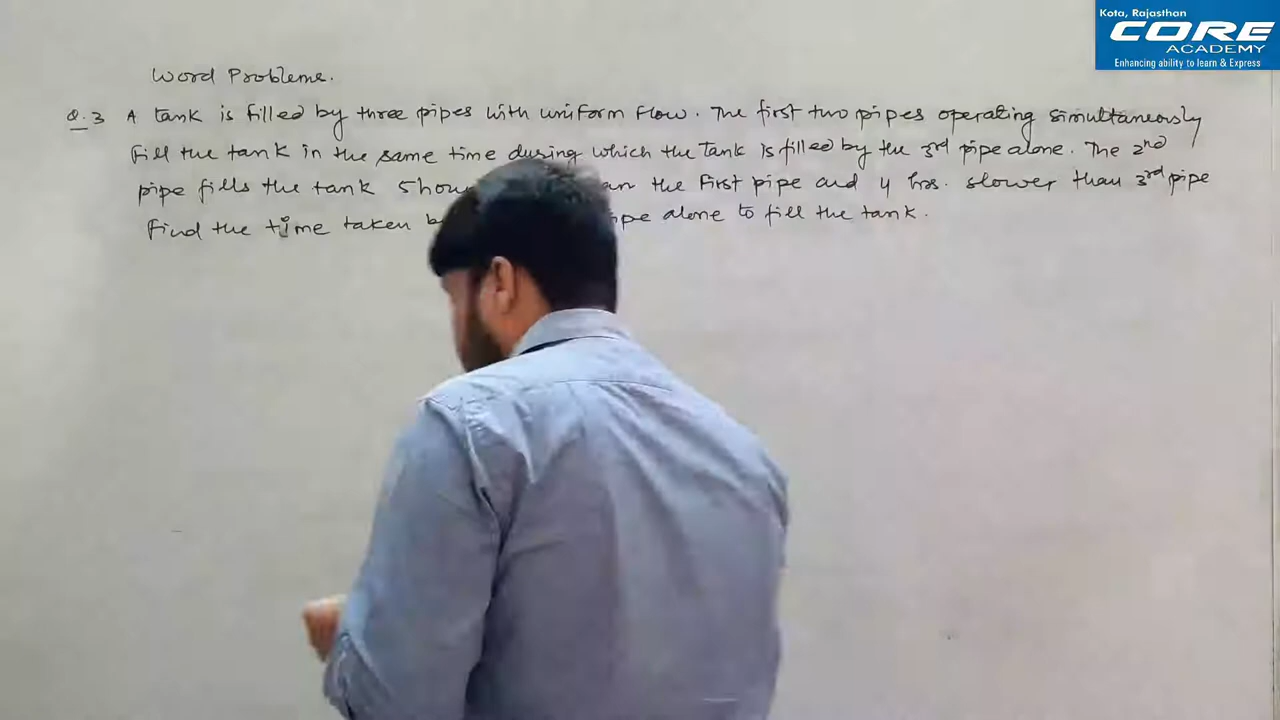 Kota, Rajasthan
CORE
ACADEMY
Enhancing ability to learn & Express
Word Probleme.
Q.3 A tank is filled by three pipes with uniform flow. The first two pipes operating simultaneously
fill the tank in the same time during which the tank is filled by the 3rd pipe alone. The 2nd
pipe fills the tank 5 hou an the first pipe and 4 hrs. slower than 3rd pipe
Find the time taken b ipe alone to fill the tank.